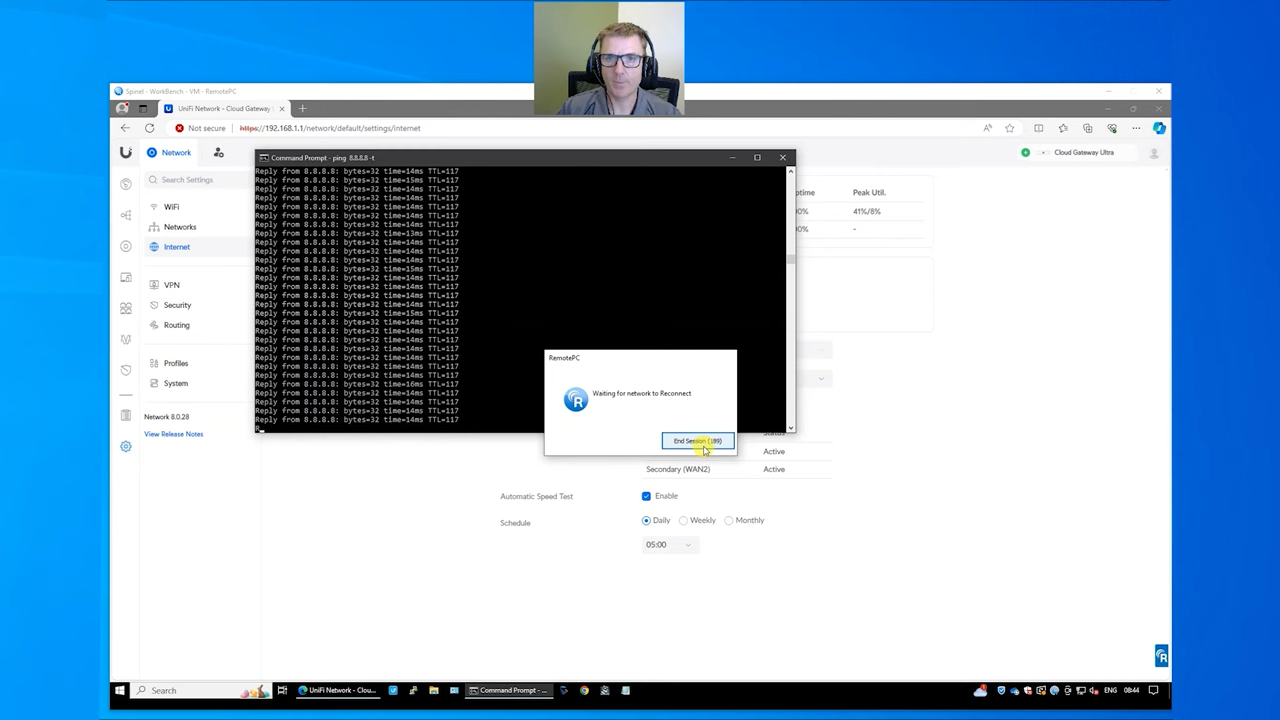 Spinel - WorkBench - VM - RemotePC
UniFi Network - Cloud Gateway
Not secure
https://192.168.1.1/network/default/settings/internet
Network
Cloud Gateway Ultra
Command Prompt - ping 8.8.8.8 -t
Search Settings
WiFi
Networks
Internet
VPN
Security
Routing
Profiles
System
Network 8.0.28
View Release Notes
Reply from 8.8.8.8: bytes=32 time=14ms TTL=117
Reply from 8.8.8.8: bytes=32 time=15ms TTL=117
Reply from 8.8.8.8: bytes=32 time=14ms TTL=117
Reply from 8.8.8.8: bytes=32 time=14ms TTL=117
Reply from 8.8.8.8: bytes=32 time=14ms TTL=117
Reply from 8.8.8.8: bytes=32 time=14ms TTL=117
Reply from 8.8.8.8: bytes=32 time=14ms TTL=117
Reply from 8.8.8.8: bytes=32 time=13ms TTL=117
Reply from 8.8.8.8: bytes=32 time=14ms TTL=117
Reply from 8.8.8.8: bytes=32 time=14ms TTL=117
Reply from 8.8.8.8: bytes=32 time=14ms TTL=117
Reply from 8.8.8.8: bytes=32 time=15ms TTL=117
Reply from 8.8.8.8: bytes=32 time=14ms TTL=117
Reply from 8.8.8.8: bytes=32 time=14ms TTL=117
Reply from 8.8.8.8: bytes=32 time=14ms TTL=117
Reply from 8.8.8.8: bytes=32 time=14ms TTL=117
Reply from 8.8.8.8: bytes=32 time=15ms TTL=117
Reply from 8.8.8.8: bytes=32 time=14ms TTL=117
Reply from 8.8.8.8: bytes=32 time=14ms TTL=117
Reply from 8.8.8.8: bytes=32 time=14ms TTL=117
Reply from 8.8.8.8: bytes=32 time=14ms TTL=117
Reply from 8.8.8.8: bytes=32 time=14ms TTL=117
Reply from 8.8.8.8: bytes=32 time=14ms TTL=117
Reply from 8.8.8.8: bytes=32 time=14ms TTL=117
Reply from 8.8.8.8: bytes=32 time=16ms TTL=117
Reply from 8.8.8.8: bytes=32 time=14ms TTL=117
Reply from 8.8.8.8: bytes=32 time=14ms TTL=117
Reply from 8.8.8.8: bytes=32 time=14ms TTL=117
Reply from 8.8.8.8: bytes=32 time=14ms TTL=117
R
ptime Peak Util.
00% 41%/8%
00% -
RemotePC
Waiting for network to Reconnect
End Session (189)
Active
Secondary (WAN2) Active
Automatic Speed Test Enable
Schedule Daily Weekly Monthly
05:00
Search
UniFi Network - Clou...
Command Prompt - ...
ENG
08:44